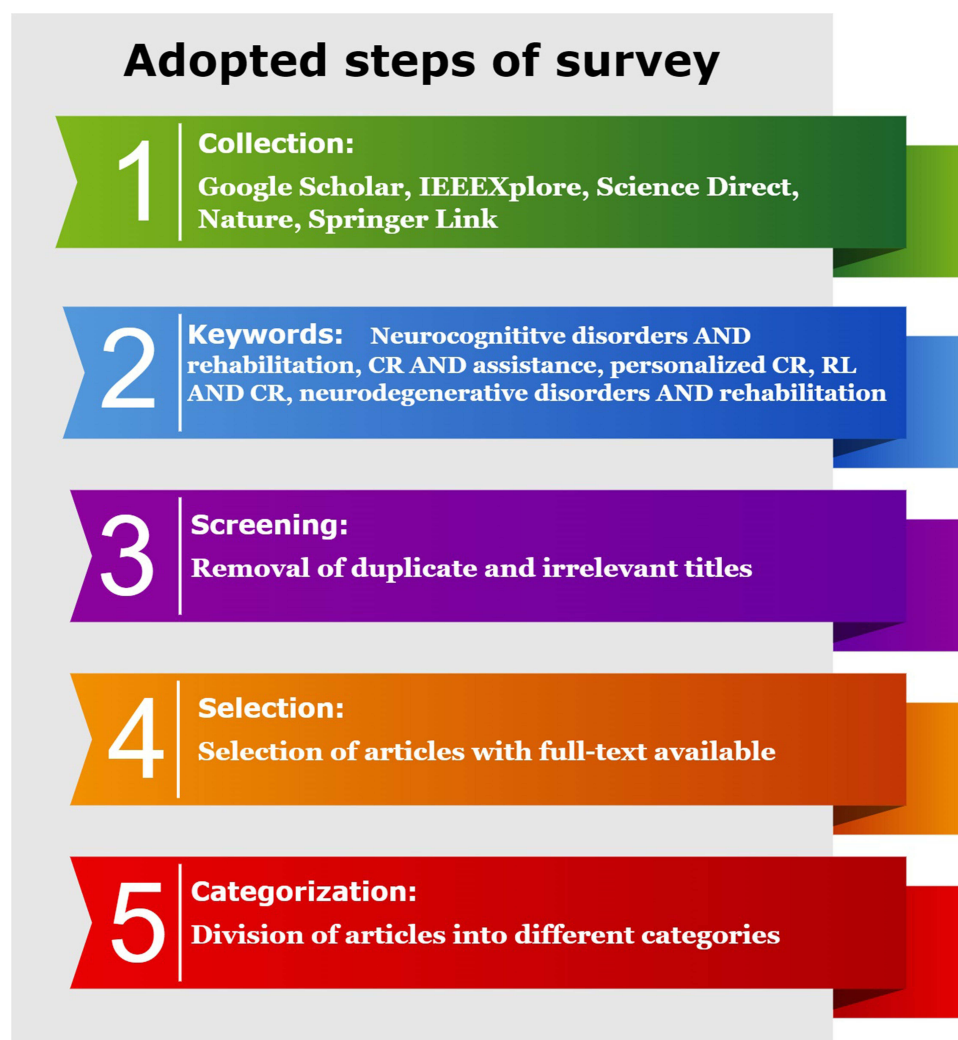 Adopted steps of survey
1
Collection:
Google Scholar, IEEEXplore, Science Direct,
Nature, Springer Link
2
Keywords: Neurocognititve disorders AND
rehabilitation, CR AND assistance, personalized CR, RL
AND CR, neurodegenerative disorders AND rehabilitation
3
Screening:
Removal of duplicate and irrelevant titles
4
Selection:
Selection of articles with full-text available
5
Categorization:
Division of articles into different categories